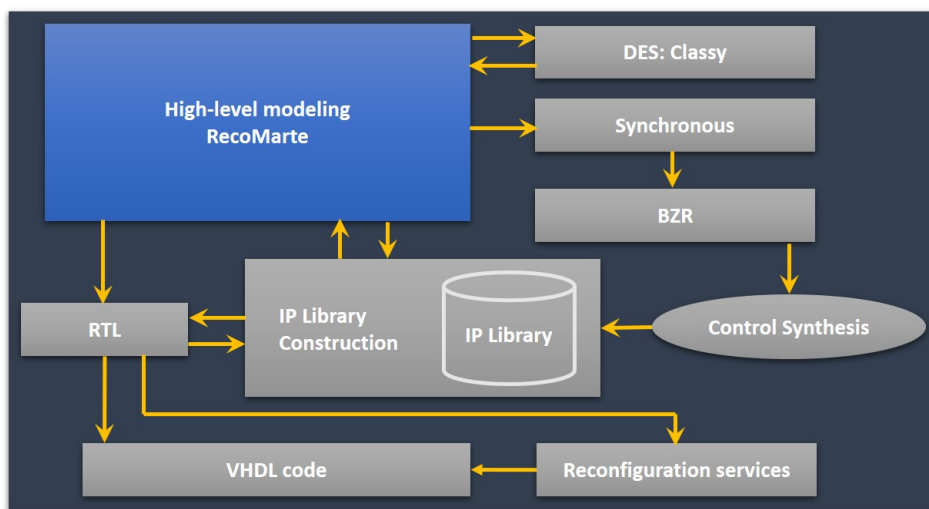 High-level modeling
RecoMarte
DES: Classy
Synchronous
BZR
RTL
IP Library
Construction
IP Library
Control Synthesis
VHDL code
Reconfiguration services